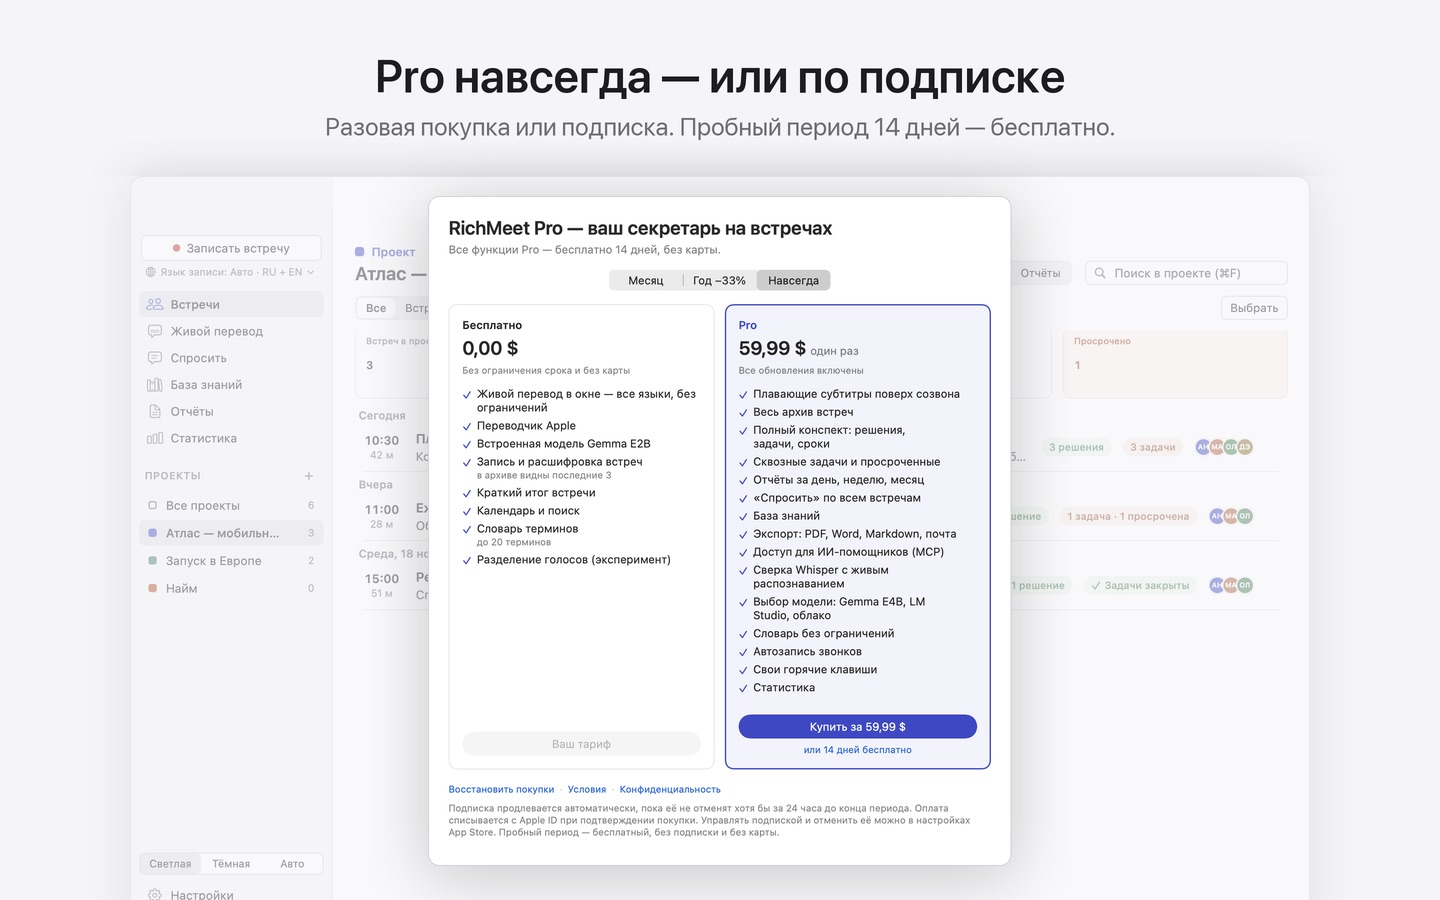 Pro навсегда — или по подписке
Разовая покупка или подписка. Пробный период 14 дней — бесплатно.
Записать встречу
Язык записи: Авто · RU + EN
Встречи
Живой перевод
Спросить
База знаний
Отчёты
Статистика
ПРОЕКТЫ
Все проекты 6
Атлас — мобильн... 3
Запуск в Европе 2
Найм 0
Светлая Тёмная Авто
Настройки
Проект
Атлас —
Отчёты
Поиск в проекте (⌘F)
Все
Выбрать
3
Просрочено
1
Сегодня
10:30
42 м
3 решения 3 задачи
Вчера
11:00
28 м
1 задача · 1 просрочена
15:00
51 м
1 решение ✓ Задачи закрыты
RichMeet Pro — ваш секретарь на встречах
Все функции Pro — бесплатно 14 дней, без карты.
Месяц Год –33% Навсегда
Бесплатно
0,00 $
Без ограничения срока и без карты
Живой перевод в окне — все языки, без
ограничений
Переводчик Apple
Встроенная модель Gemma E2B
Запись и расшифровка встреч
в архиве видны последние 3
Краткий итог встречи
Календарь и поиск
Словарь терминов
до 20 терминов
Разделение голосов (эксперимент)
Ваш тариф
Pro
59,99 $ один раз
Все обновления включены
Плавающие субтитры поверх созвона
Весь архив встреч
Полный конспект: решения,
задачи, сроки
Сквозные задачи и просроченные
Отчёты за день, неделю, месяц
«Спросить» по всем встречам
База знаний
Экспорт: PDF, Word, Markdown, почта
Доступ для ИИ-помощников (MCP)
Сверка Whisper с живым
распознаванием
Выбор модели: Gemma E4B, LM
Studio, облако
Словарь без ограничений
Автозапись звонков
Свои горячие клавиши
Статистика
Купить за 59,99 $
или 14 дней бесплатно
Восстановить покупки · Условия · Конфиденциальность
Подписка продлевается автоматически, пока её не отменят хотя бы за 24 часа до конца периода. Оплата
списывается с Apple ID при подтверждении покупки. Управлять подпиской и отменить её можно в настройках
App Store. Пробный период — бесплатный, без подписки и без карты.